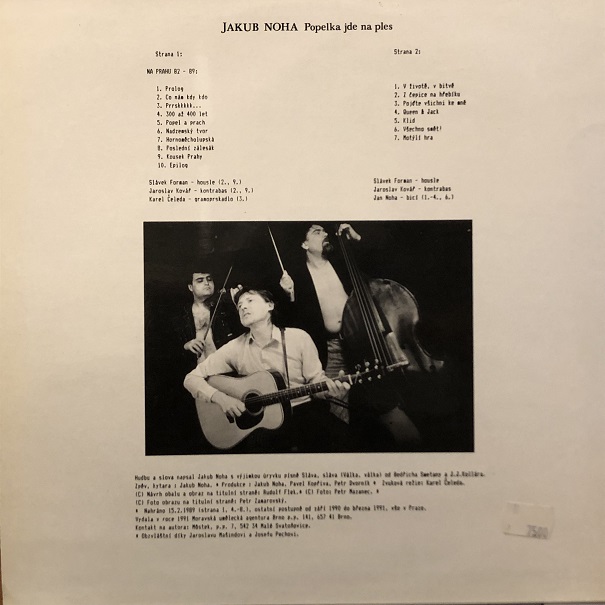 JAKUB NOHA Popelka jde na ples
Strana 1:
NA PRAHU 82 - 89:
1. Prolog
2. Co nám kdy kdo
3. Prrskkkkk...
4. 300 až 400 let
5. Popel a prach
6. Nadzemský tvor
7. Hornoměcholupská
8. Poslední zálesák
9. Kousek Prahy
10. Epilog
Slávek Forman - housle (2., 9.)
Jaroslav Kovář - kontrabas (2., 9.)
Karel Čeleda - gramoprskadlo (3.)
Strana 2:
1. V životě, v bitvě
2. Z čepice na hřebíku
3. Pojďte všichni ke mně
4. Queen & Jack
5. Klid
6. Všechno smět!
7. Motýlí hra
Slávek Forman - housle
Jaroslav Kovář - kontrabas
Jan Noha - bicí (1.-4., 6.)
Hudbu a slova napsal Jakub Noha s výjimkou úryvku písně Sláva, sláva (Válka, válka) od Bedřicha Smetany a J.J.Kollára.
Zpěv, kytara : Jakub Noha. * Produkce : Jakub Noha, Pavel Kopřiva, Petr Dvorník * Zvuková režie: Karel Čeleda.
(C) Návrh obalu a obraz na titulní straně: Rudolf Flek.* (C) Foto: Petr Mazanec. *
(C) Foto obrazu na titulní straně: Petr Zamarovský.
* Nahráno 15.2.1989 (strana 1, 4.-8.), ostatní postupně od září 1990 do března 1991, vše v Praze.
Vydala v roce 1991 Moravská umělecká agentura Brno p.p. 141, 657 41 Brno.
Kontakt na autora: Městek, p.p. 7, 542 34 Malé Svatoňovice.
* Obzvláštní díky Jaroslavu Mošindovi a Josefu Pechovi.